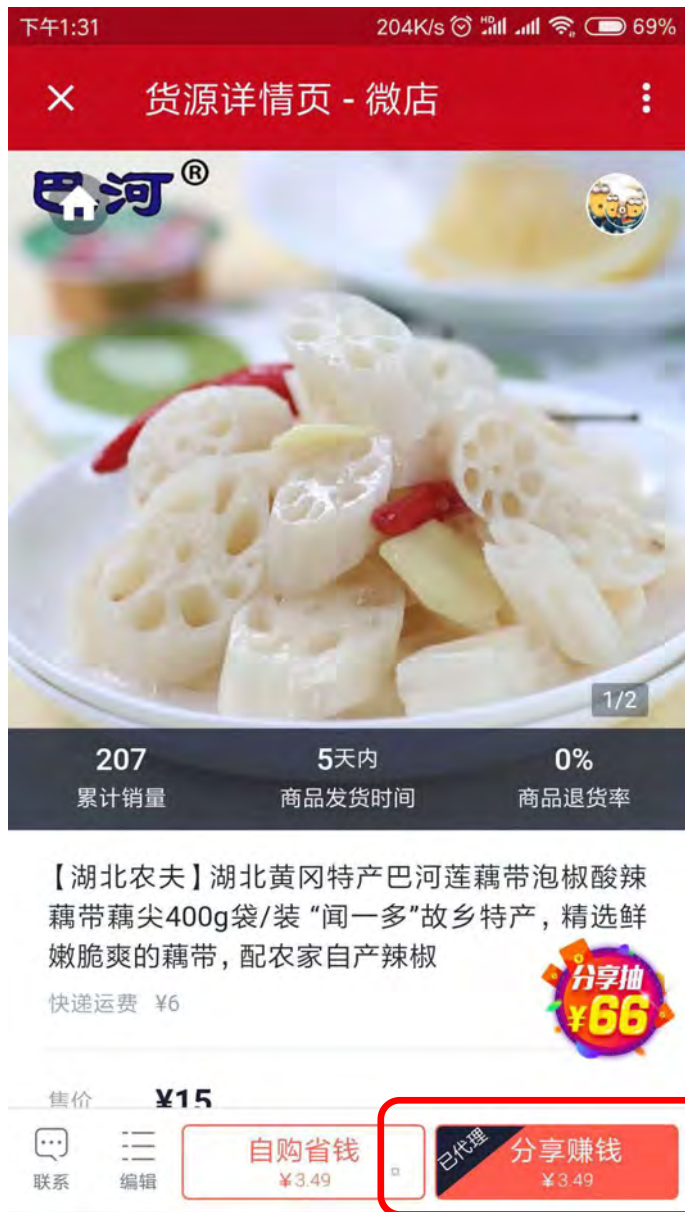 下午1:31 204K/s HD 69%
货源详情页 - 微店
巴河®
1/2
207 5天内 0%
累计销量 商品发货时间 商品退货率
【湖北农夫】湖北黄冈特产巴河莲藕带泡椒酸辣
藕带藕尖400g袋/装 “闻一多”故乡特产，精选鲜
嫩脆爽的藕带，配农家自产辣椒
快递运费 ¥6
分享抽
¥66
售价 ¥15
联系
编辑
自购省钱
¥3.49
已代理
分享赚钱
¥3.49